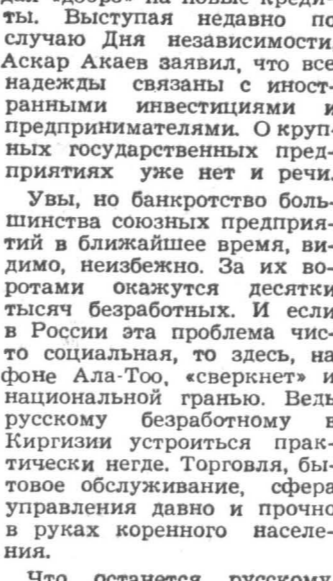 «добро» на новые креди-
ты. Выступая недавно по
случаю Дня независимости,
Аскар Акаев заявил, что все
надежды связаны с иност-
ранными инвестициями и
предпринимателями. О круп-
ных государственных пред-
приятиях уже нет и речи.
Увы, но банкротство боль-
шинства союзных предприя-
тий в ближайшее время, ви-
димо, неизбежно. За их во-
ротами окажутся десятки
тысяч безработных. И если
в России эта проблема чис-
то социальная, то здесь, на
фоне Ала-Тоо, «сверкнет» и
национальной гранью. Ведь
русскому безработному в
Киргизии устроиться прак-
тически негде. Торговля, бы-
товое обслуживание, сфера
управления давно и прочно
в руках коренного населе-
ния.
Что останется русскому